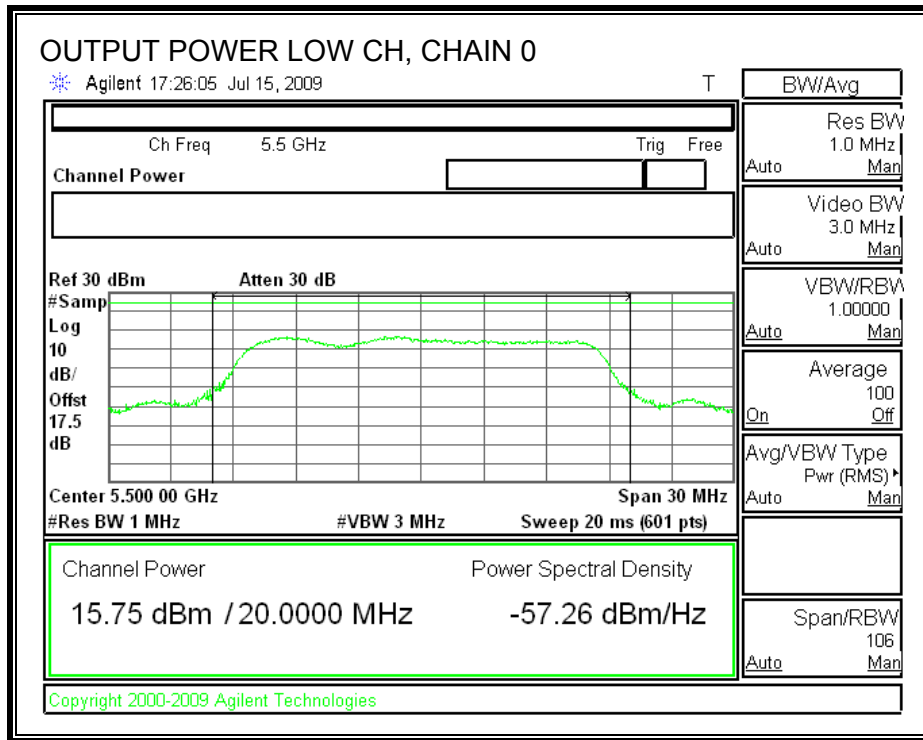 OUTPUT POWER LOW CH, CHAIN 0
Agilent 17:26:05 Jul 15, 2009 T
Ch Freq 5.5 GHz Trig Free
Channel Power
Ref 30 dBm Atten 30 dB
#Samp
Log
10
dB/
Offst
17.5
dB
Center 5.500 00 GHz Span 30 MHz
#Res BW 1 MHz #VBW 3 MHz Sweep 20 ms (601 pts)
Channel Power Power Spectral Density
15.75 dBm / 20.0000 MHz -57.26 dBm/Hz
Copyright 2000-2009 Agilent Technologies
BW/Avg
Res BW
1.0 MHz
Auto Man
Video BW
3.0 MHz
Auto Man
VBW/RBW
1.00000
Auto Man
Average
100
On Off
Avg/VBW Type
Pwr (RMS)
Auto Man
Span/RBW
106
Auto Man